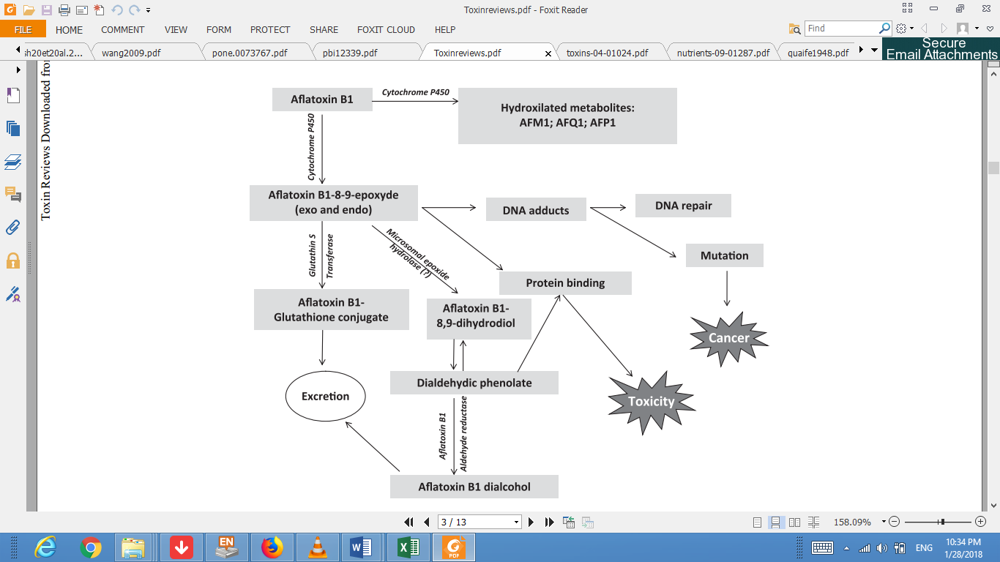 Toxinreviews.pdf - Foxit Reader
FILE
HOME
COMMENT
VIEW
FORM
PROTECT
SHARE
FOXIT CLOUD
HELP
Find
sh20et20al.2...
wang2009.pdf
pone.0073767.pdf
pbi12339.pdf
Toxinreviews.pdf
toxins-04-01024.pdf
nutrients-09-01287.pdf
quaife1948.pdf
Secure
Email Attachments
Toxin Reviews Downloaded fro
Aflatoxin B1
Cytochrome P450
Hydroxilated metabolites:
AFM1; AFQ1; AFP1
Cytochrome P450
Aflatoxin B1-8-9-epoxyde
(exo and endo)
DNA adducts
DNA repair
Glutathin S
Transferase
Microsomal epoxide
hydrolase (?)
Mutation
Protein binding
Aflatoxin B1-
Glutathione conjugate
Aflatoxin B1-
8,9-dihydrodiol
Cancer
Dialdehydic phenolate
Excretion
Toxicity
Aflatoxin B1
Aldehyde reductase
Aflatoxin B1 dialcohol
3 / 13
158.09%
EN
PDF
ENG
10:34 PM
1/28/2018